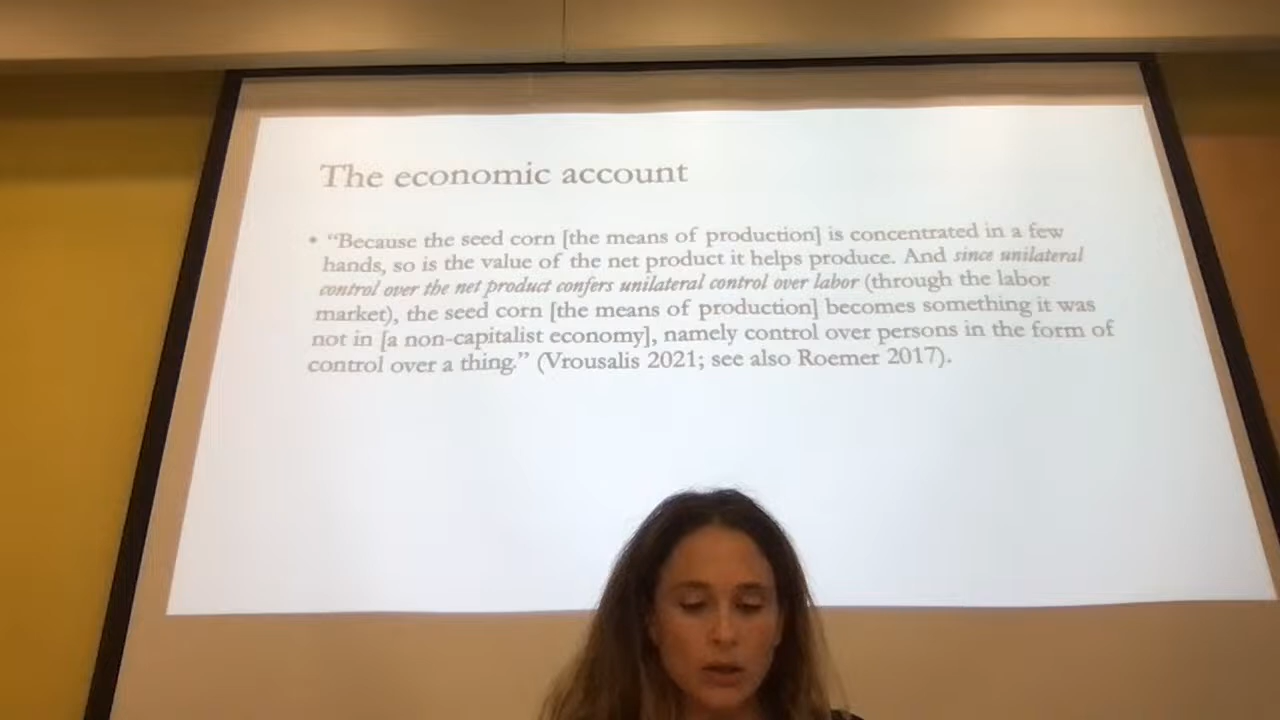 The economic account
• “Because the seed corn [the means of production] is concentrated in a few
hands, so is the value of the net product it helps produce. And since unilateral
control over the net product confers unilateral control over labor (through the labor
market), the seed corn [the means of production] becomes something it was
not in [a non-capitalist economy], namely control over persons in the form of
control over a thing.” (Vrousalis 2021; see also Roemer 2017).